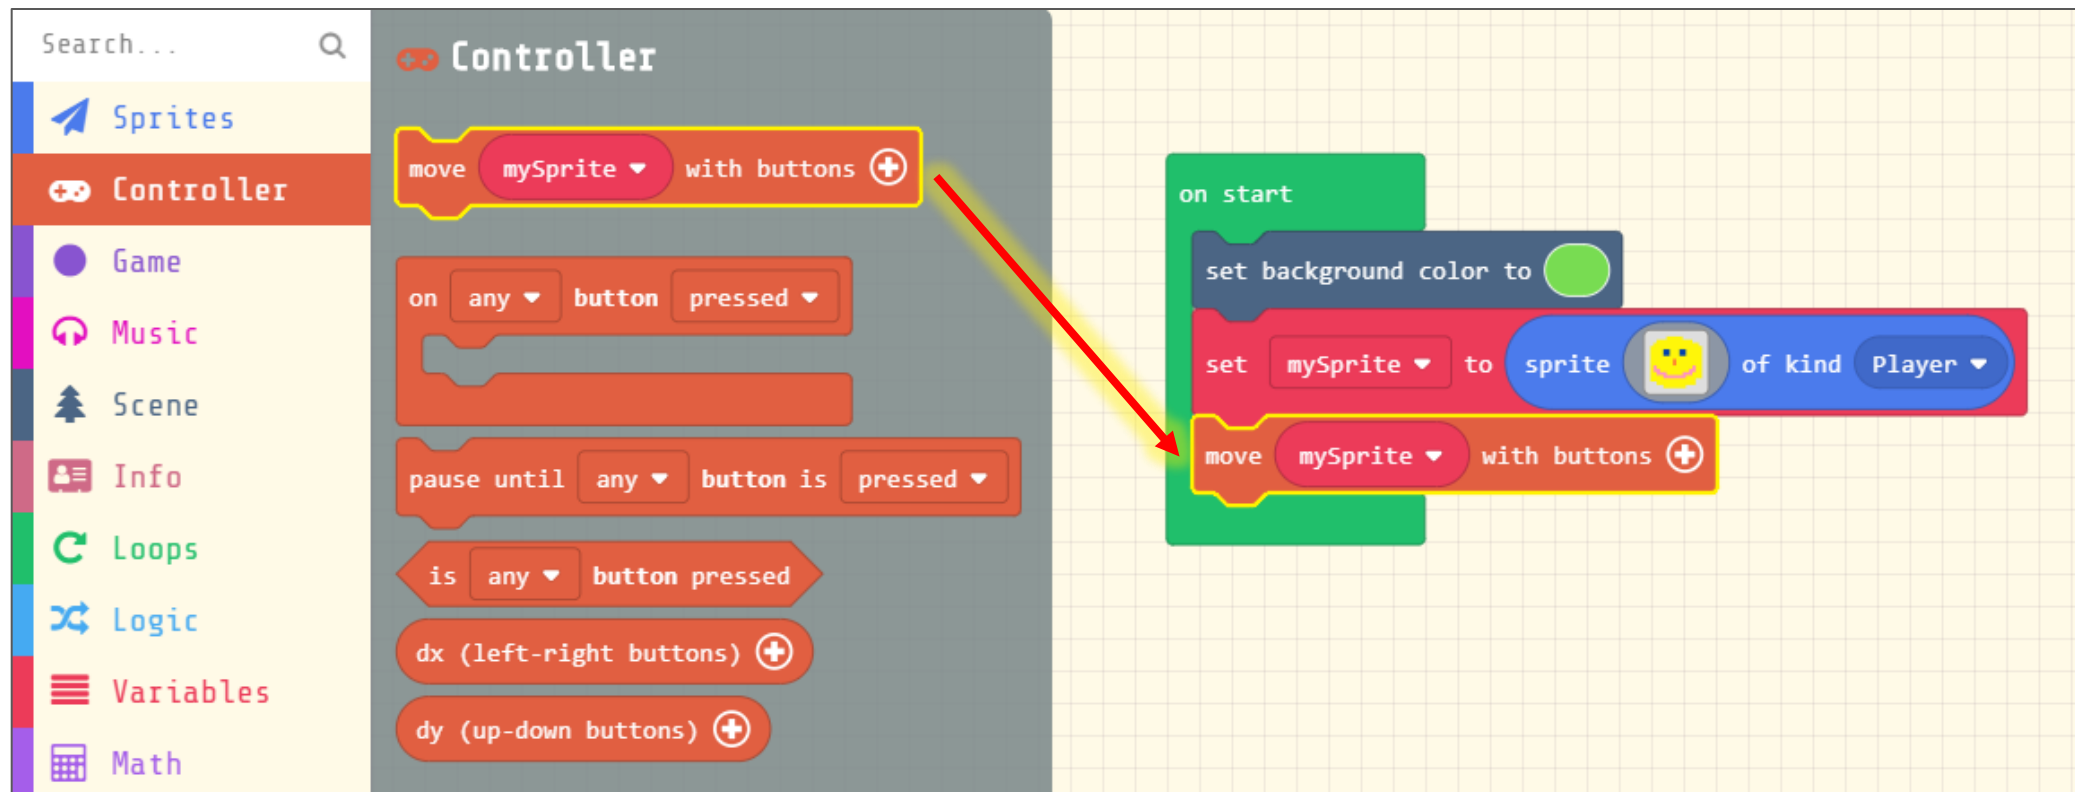 Search...
Sprites
Controller
Game
Music
Scene
Info
Loops
Logic
Variables
Math
Controller
move mySprite with buttons
on any button pressed
pause until any button is pressed
is any button pressed
dx (left-right buttons)
dy (up-down buttons)
on start
set background color to
set mySprite to sprite of kind Player
move mySprite with buttons